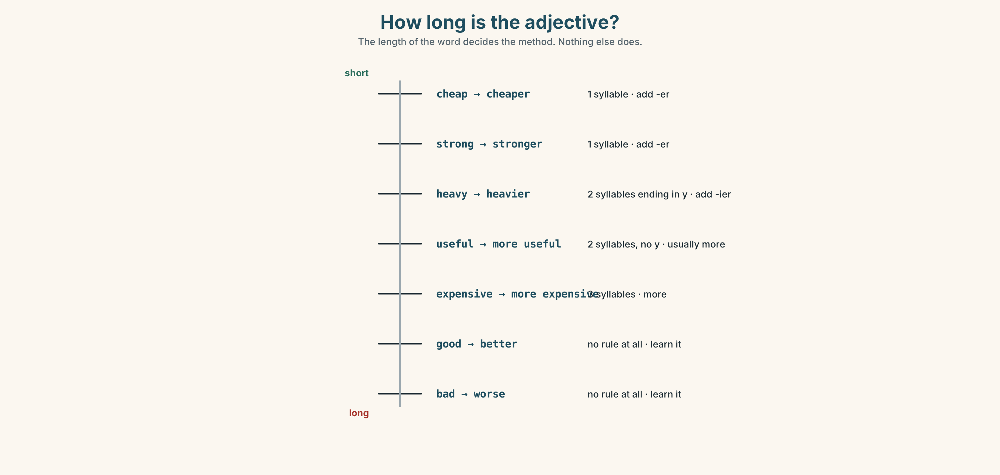 How long is the adjective?
The length of the word decides the method. Nothing else does.
short
cheap → cheaper 1 syllable · add -er
strong → stronger 1 syllable · add -er
heavy → heavier 2 syllables ending in y · add -ier
useful → more useful 2 syllables, no y · usually more
expensive → more expensive 3 syllables · more
good → better no rule at all · learn it
bad → worse no rule at all · learn it
long